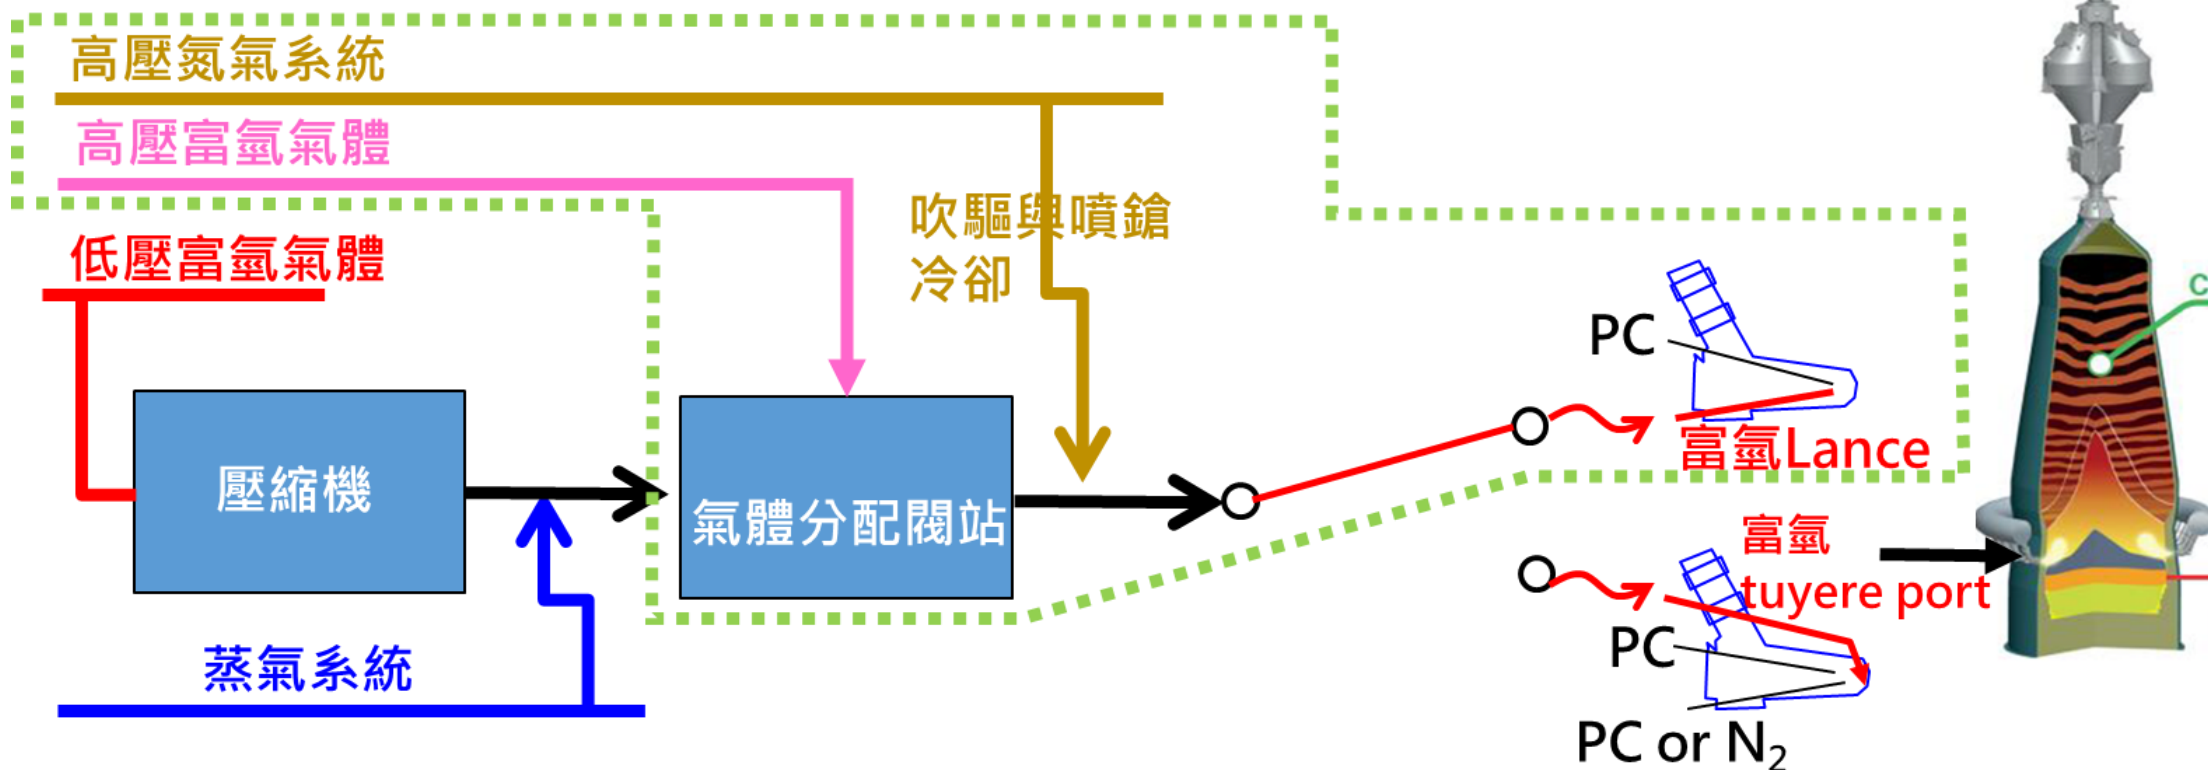 高壓氮氣系統
高壓富氫氣體
吹驅與噴鎗
冷卻
低壓富氫氣體
PC
富氫Lance
壓縮機
氣體分配閥站
富氫
tuyere port
PC
蒸氣系統
PC or N₂
C